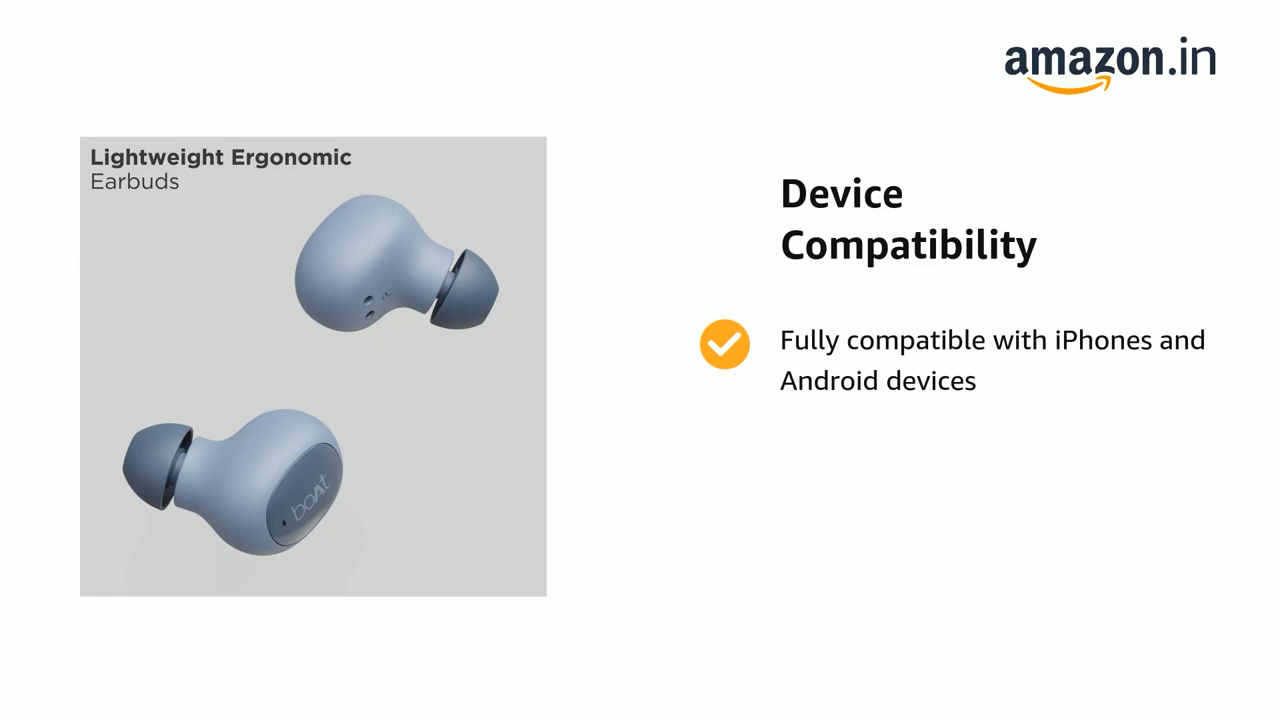 amazon.in
Lightweight Ergonomic
Earbuds
boAt
Device
Compatibility
Fully compatible with iPhones and
Android devices